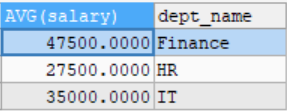 AVG(salary) dept_name
47500.0000 Finance
27500.0000 HR
35000.0000 IT